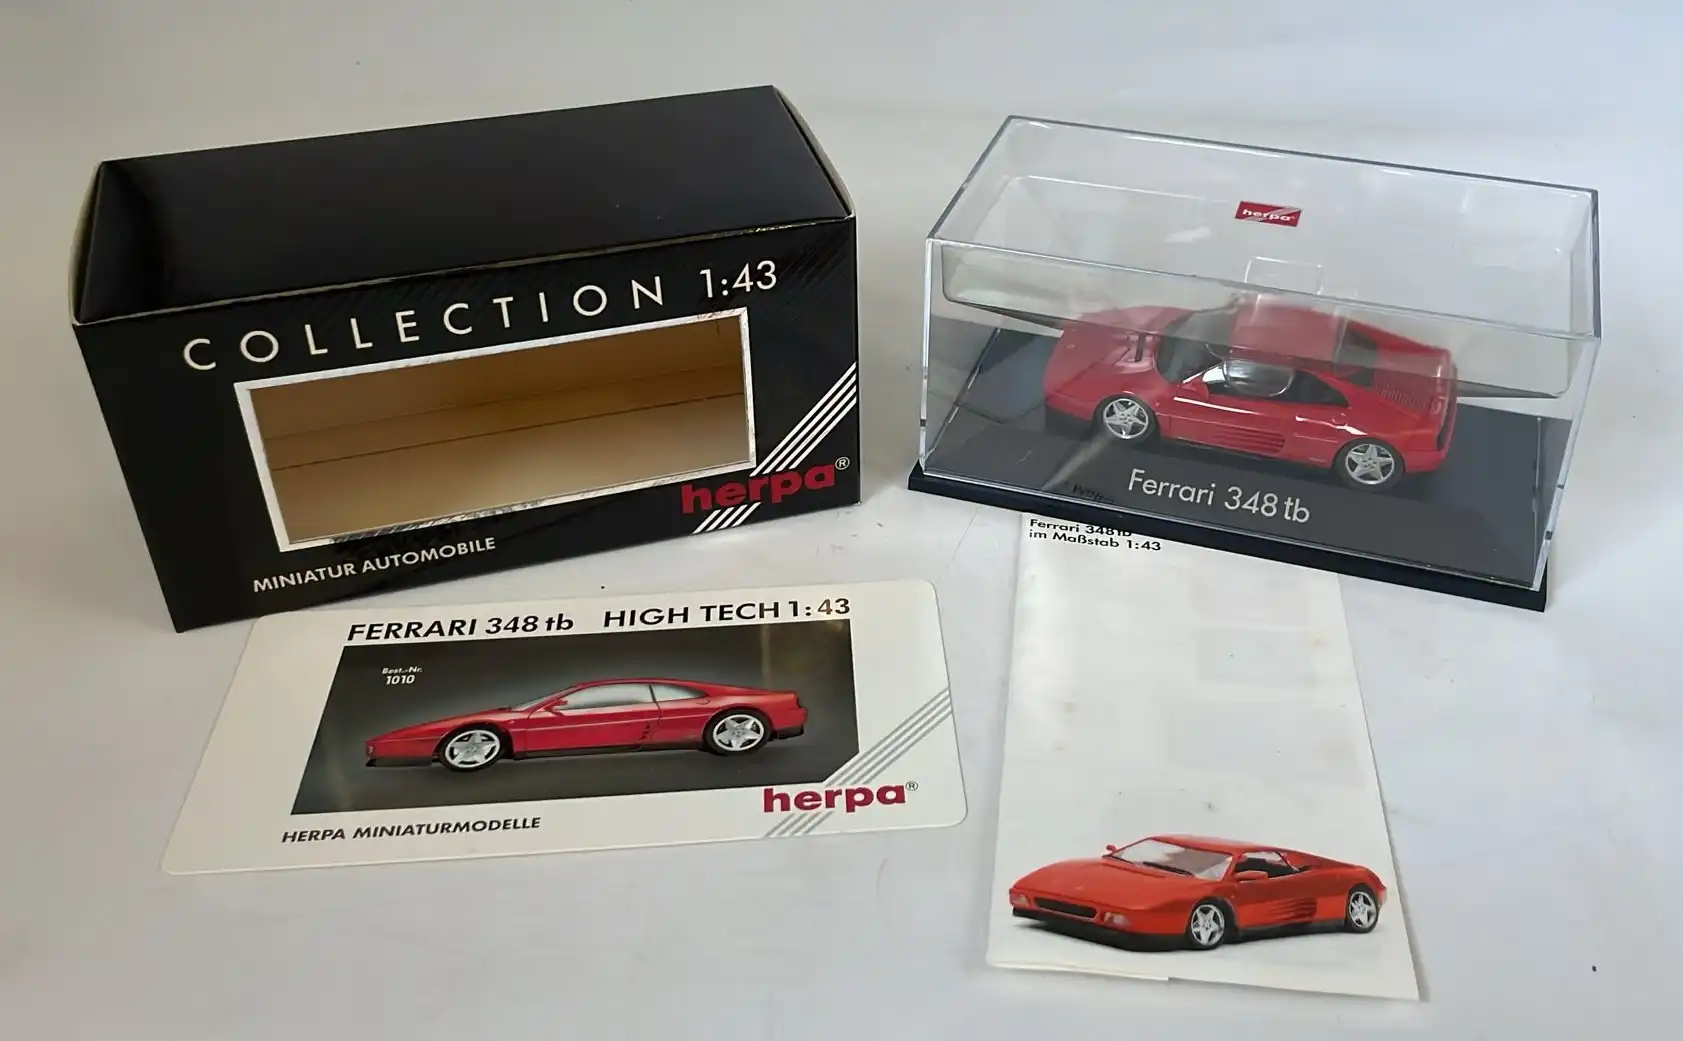 COLLECTION 1:43
herpa®
MINIATUR AUTOMOBILE
herpa®
Ferrari 348 tb
Ferrari 348 tb
im Maßstab 1:43
FERRARI 348 tb HIGH TECH 1:43
Best.-Nr.
1010
herpa®
HERPA MINIATURMODELLE